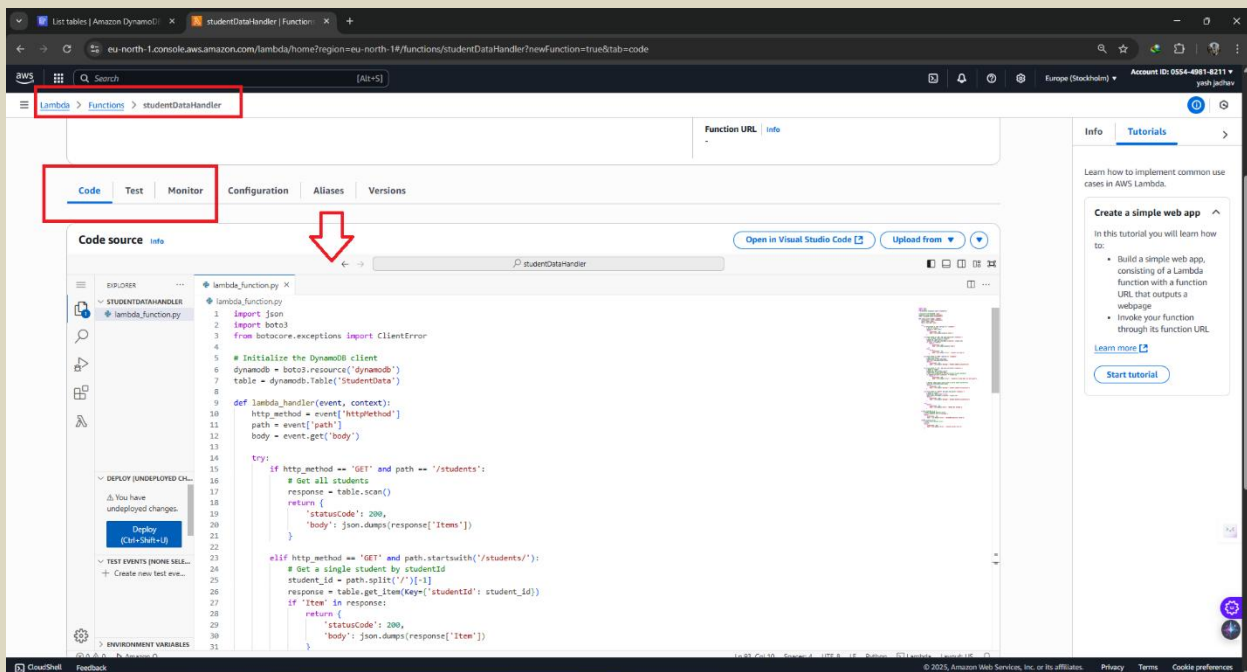 List tables | Amazon DynamoDB
studentDataHandler | Functions
eu-north-1.console.aws.amazon.com/lambda/home?region=eu-north-1#/functions/studentDataHandler?newFunction=true&tab=code
aws
Search
[Alt+S]
Europe (Stockholm)
Account ID: 0554-4981-8211
yash jadhav
Lambda > Functions > studentDataHandler
Function URL | Info
-
Info
Tutorials
Code
Test
Monitor
Configuration
Aliases
Versions
Learn how to implement common use
cases in AWS Lambda.
Create a simple web app
In this tutorial you will learn how
to:
• Build a simple web app,
consisting of a Lambda
function with a function
URL that outputs a
webpage
• Invoke your function
through its function URL
Learn more
Start tutorial
Code source Info
Open in Visual Studio Code
Upload from
studentDataHandler
EXPLORER
STUDENTDATAHANDLER
lambda_function.py
DEPLOY [UNDEPLOYED CH...
You have
undeployed changes.
Deploy
(Ctrl+Shift+U)
TEST EVENTS [NONE SELE...
+ Create new test eve...
ENVIRONMENT VARIABLES
lambda_function.py
lambda_function.py
1 import json
2 import boto3
3 from botocore.exceptions import ClientError
4
5 # Initialize the DynamoDB client
6 dynamodb = boto3.resource('dynamodb')
7 table = dynamodb.Table('StudentData')
8
9 def lambda_handler(event, context):
10 http_method = event['httpMethod']
11 path = event['path']
12 body = event.get('body')
13
14 try:
15 if http_method == 'GET' and path == '/students':
16 # Get all students
17 response = table.scan()
18 return {
19 'statusCode': 200,
20 'body': json.dumps(response['Items'])
21 }
22
23 elif http_method == 'GET' and path.startswith('/students/'):
24 # Get a single student by studentId
25 student_id = path.split('/')[-1]
26 response = table.get_item(Key={'studentId': student_id})
27 if 'Item' in response:
28 return {
29 'statusCode': 200,
30 'body': json.dumps(response['Item'])
31 }
CloudShell
Feedback
© 2025, Amazon Web Services, Inc. or its affiliates.
Privacy
Terms
Cookie preferences